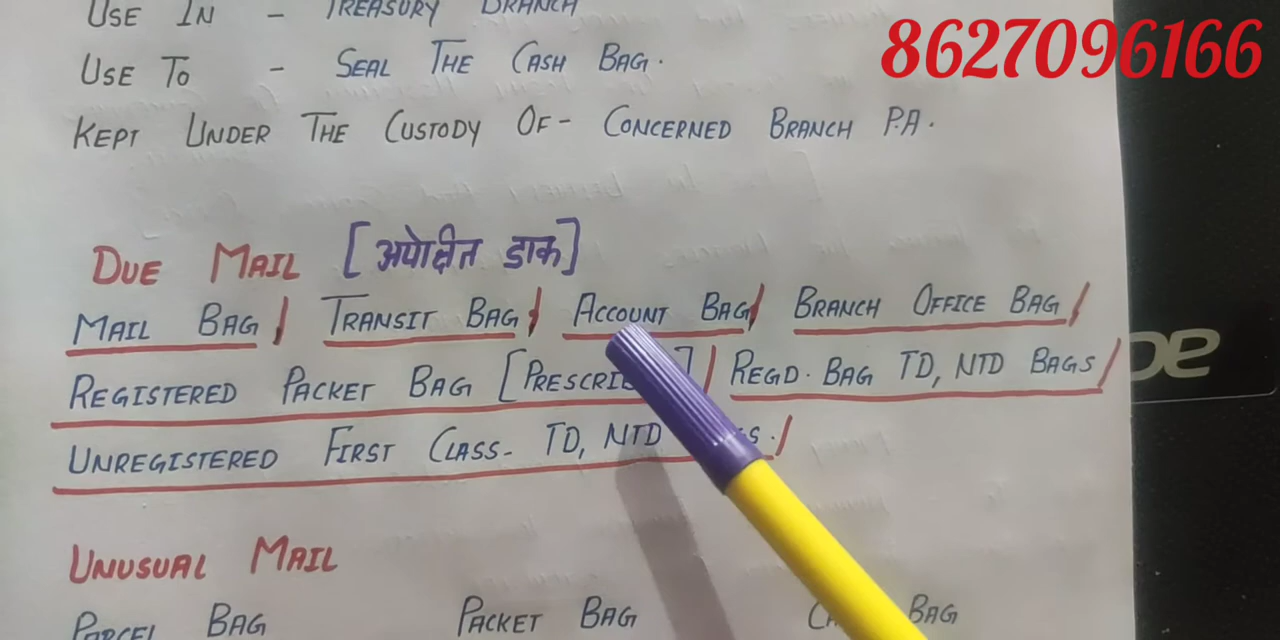 USE IN - TREASURY BRANCH
8627096166
USE TO - SEAL THE CASH BAG.
KEPT UNDER THE CUSTODY OF- CONCERNED BRANCH P.A.
DUE MAIL [अपेक्षित डाक]
MAIL BAG/ TRANSIT BAG/ ACCOUNT BAG/ BRANCH OFFICE BAG/
REGISTERED PACKET BAG [ ]/ REGD. BAG TD, NTD BAGS/
UNREGISTERED FIRST CLASS- TD, NTD /
UNUSUAL MAIL
PARCEL BAG PACKET BAG BAG